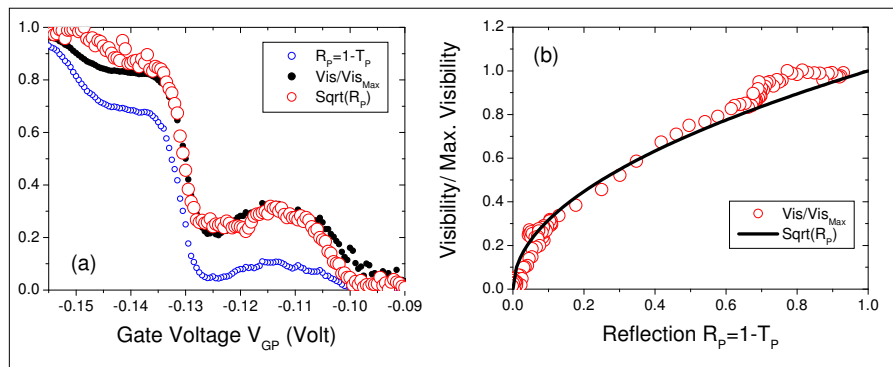 1.0
0.8
0.6
0.4
0.2
0.0
R_P=1-T_P
Vis/Vis_Max
Sqrt(R_P)
(a)
-0.15 -0.14 -0.13 -0.12 -0.11 -0.10 -0.09
Gate Voltage V_GP (Volt)
Visibility/ Max. Visibility
1.0
0.8
0.6
0.4
0.2
0.0
(b)
Vis/Vis_Max
Sqrt(R_P)
0.0 0.2 0.4 0.6 0.8 1.0
Reflection R_P=1-T_P